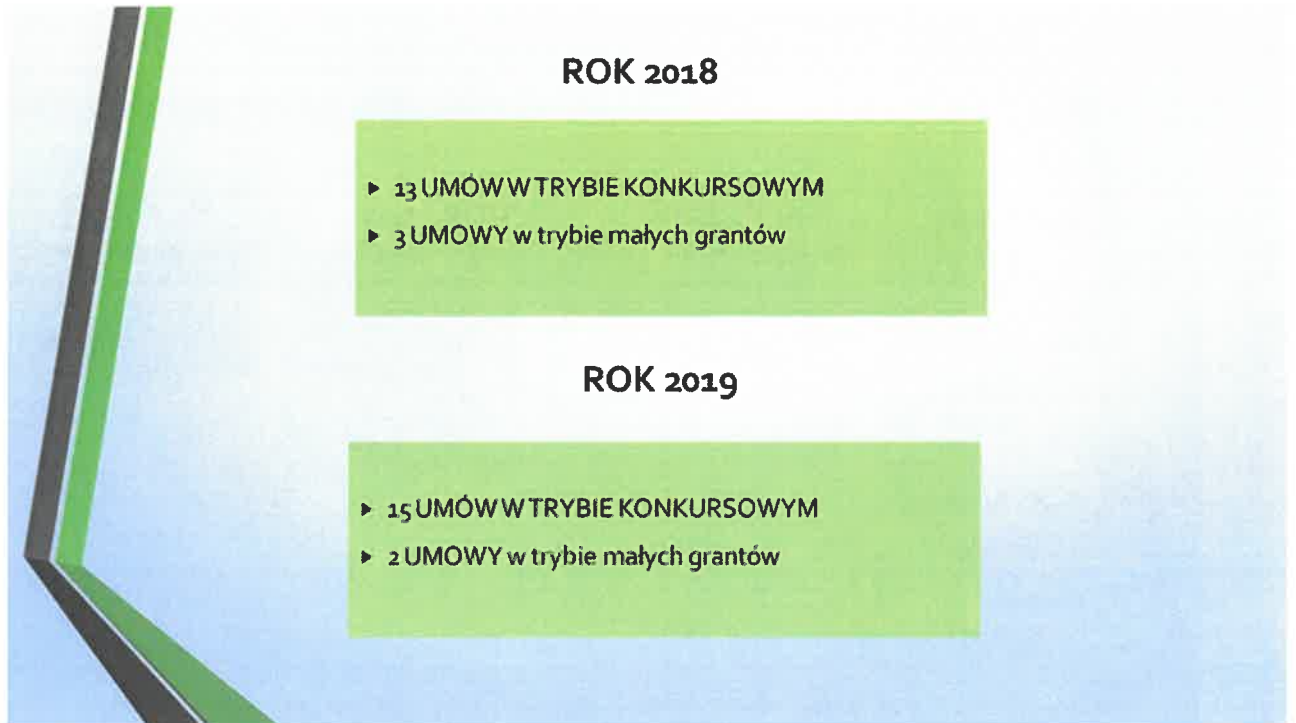 ROK 2018
▸ 13 UMÓW W TRYBIE KONKURSOWYM
▸ 3 UMOWY w trybie małych grantów
ROK 2019
▸ 15 UMÓW W TRYBIE KONKURSOWYM
▸ 2 UMOWY w trybie małych grantów